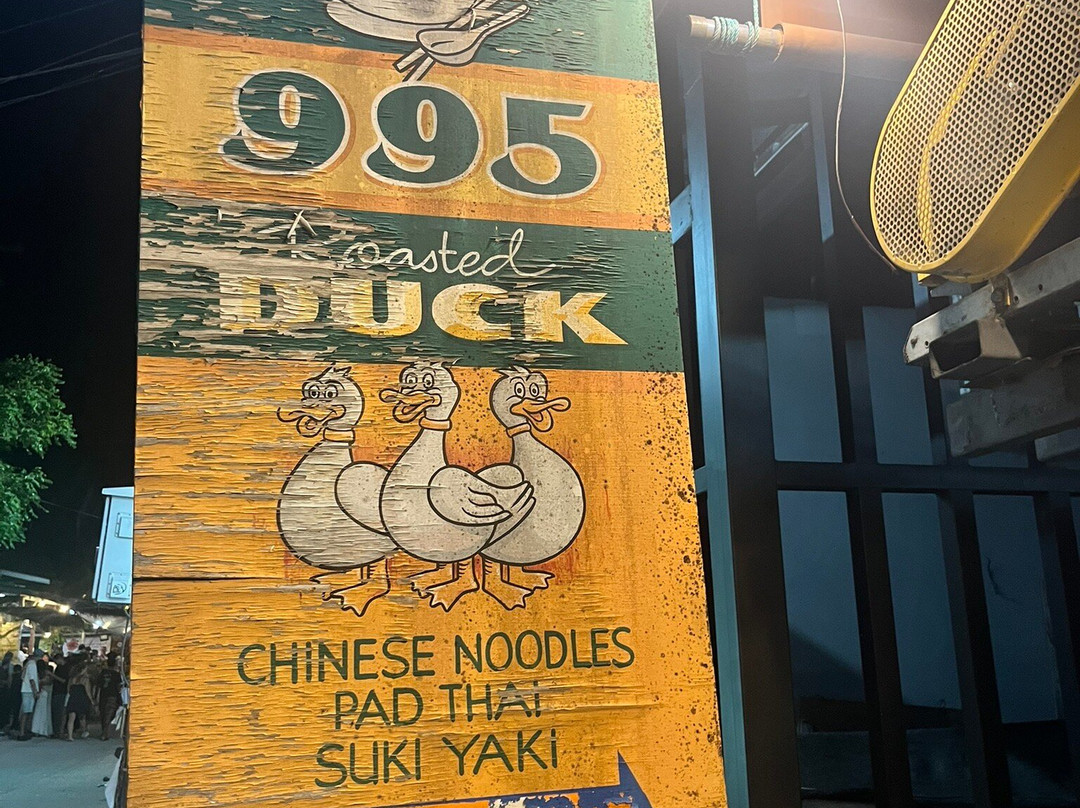 995
Roasted
DUCK
CHiNESE NOODLES
PAD THAi
SUKi YAKi